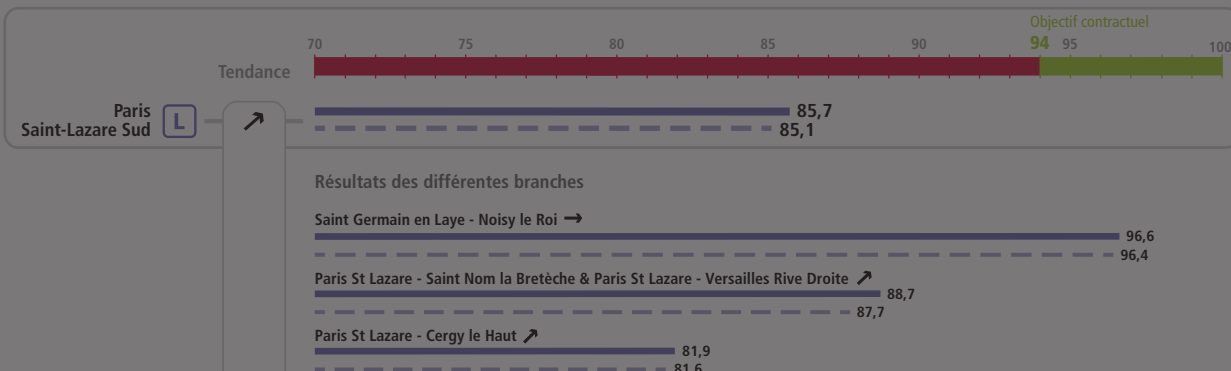 Objectif contractuel
70 75 80 85 90 94 95 100
Tendance
Paris
Saint-Lazare Sud L ↗ 85,7
85,1
Résultats des différentes branches
Saint Germain en Laye - Noisy le Roi →
96,6
96,4
Paris St Lazare - Saint Nom la Bretèche & Paris St Lazare - Versailles Rive Droite ↗
88,7
87,7
Paris St Lazare - Cergy le Haut ↗
81,9
81,6